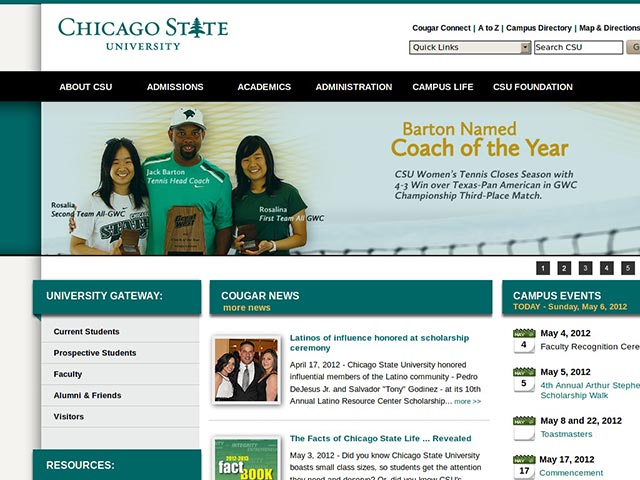 CHICAGO STATE
UNIVERSITY
Cougar Connect | A to Z | Campus Directory | Map & Directions
Quick Links
Search CSU
G
ABOUT CSU ADMISSIONS ACADEMICS ADMINISTRATION CAMPUS LIFE CSU FOUNDATION
Barton Named
Coach of the Year
CSU Women's Tennis Closes Season with
4-3 Win over Texas-Pan American in GWC
Championship Third-Place Match.
Jack Barton
Tennis Head Coach
Rosalia
Second Team All-GWC
Rosalina
First Team All-GWC
1 2 3 4 5
UNIVERSITY GATEWAY:
Current Students
Prospective Students
Faculty
Alumni & Friends
Visitors
RESOURCES:
COUGAR NEWS
more news
Latinos of influence honored at scholarship
ceremony
April 17, 2012 - Chicago State University honored
influential members of the Latino community - Pedro
DeJesus Jr. and Salvador "Tony" Godinez - at its 10th
Annual Latino Resource Center Scholarship... more >>
INTEGRITY
2012-2013
fact
BOOK
The Facts of Chicago State Life ... Revealed
May 3, 2012 - Did you know Chicago State University
boasts small class sizes, so students get the attention
they need and deserve? Or, did you know CSU's
CAMPUS EVENTS
TODAY - Sunday, May 6, 2012
MAY
4
May 4, 2012
Faculty Recognition Cere
MAY
5
May 5, 2012
4th Annual Arthur Stephe
Scholarship Walk
MAY
May 8 and 22, 2012
Toastmasters
MAY
17
May 17, 2012
Commencement